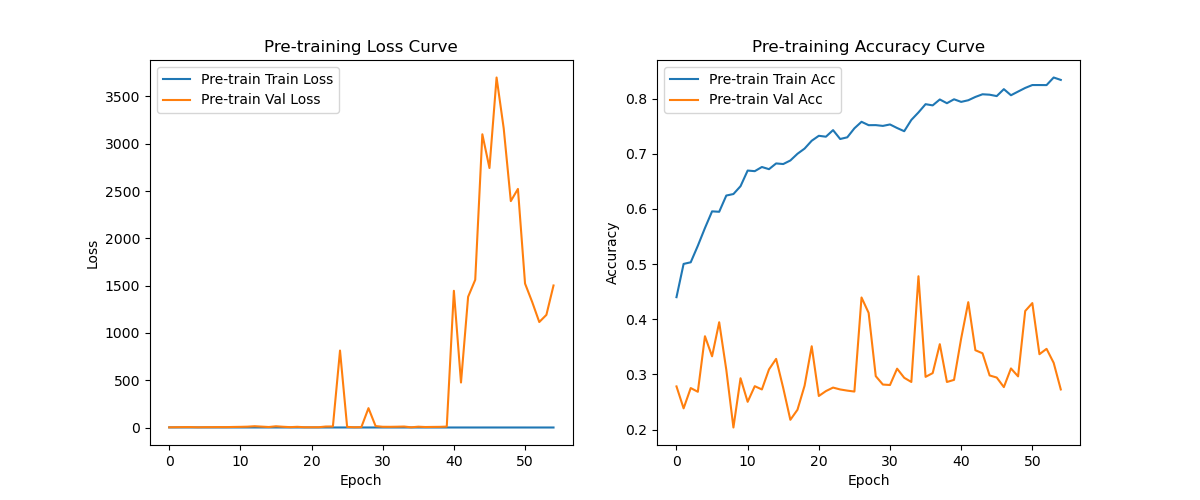 Pre-training Loss Curve
Pre-train Train Loss
Pre-train Val Loss
3500
3000
2500
2000
1500
1000
500
0
Loss
0 10 20 30 40 50
Epoch
Pre-training Accuracy Curve
Pre-train Train Acc
Pre-train Val Acc
0.8
0.7
0.6
0.5
0.4
0.3
0.2
Accuracy
0 10 20 30 40 50
Epoch